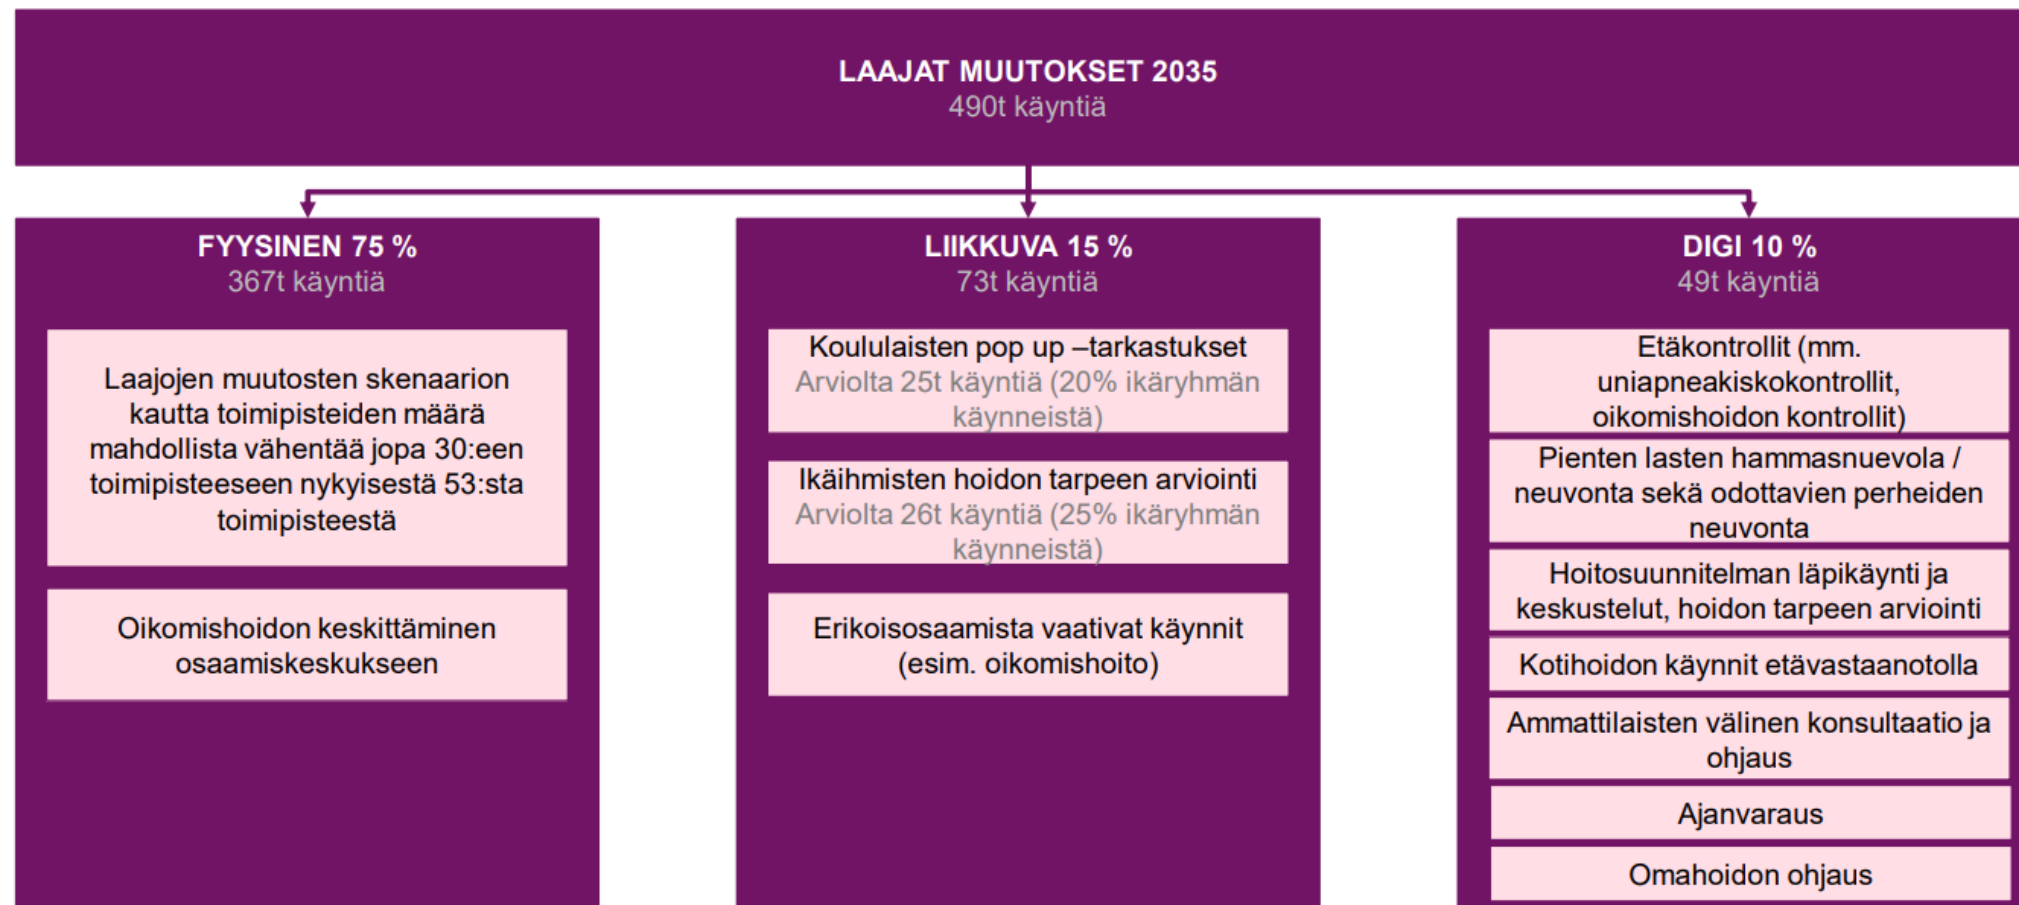 LAAJAT MUUTOKSET 2035
490t käyntiä
FYYSINEN 75 %
367t käyntiä
Laajojen muutosten skenaarion
kautta toimipisteiden määrä
mahdollista vähentää jopa 30:een
toimipisteeseen nykyisestä 53:sta
toimipisteestä
Oikomishoidon keskittäminen
osaamiskeskukseen
LIIKKUVA 15 %
73t käyntiä
Koululaisten pop up –tarkastukset
Arviolta 25t käyntiä (20% ikäryhmän
käynneistä)
Ikäihmisten hoidon tarpeen arviointi
Arviolta 26t käyntiä (25% ikäryhmän
käynneistä)
Erikoisosaamista vaativat käynnit
(esim. oikomishoito)
DIGI 10 %
49t käyntiä
Etäkontrollit (mm.
uniapneakiskokontrollit,
oikomishoidon kontrollit)
Pienten lasten hammasnuevola /
neuvonta sekä odottavien perheiden
neuvonta
Hoitosuunnitelman läpikäynti ja
keskustelut, hoidon tarpeen arviointi
Kotihoidon käynnit etävastaanotolla
Ammattilaisten välinen konsultaatio ja
ohjaus
Ajanvaraus
Omahoidon ohjaus